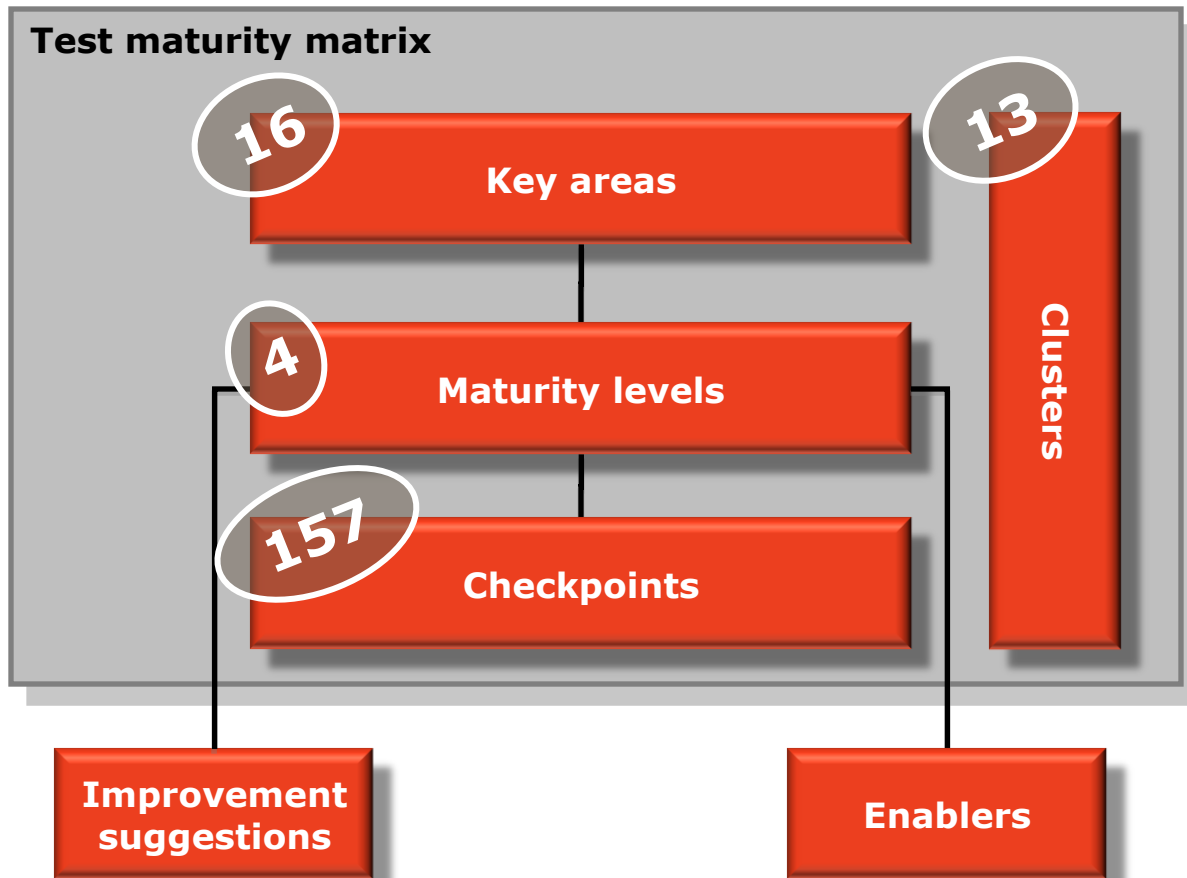 Test maturity matrix
16
13
Key areas
4
Maturity levels
Clusters
157
Checkpoints
Improvement
suggestions
Enablers